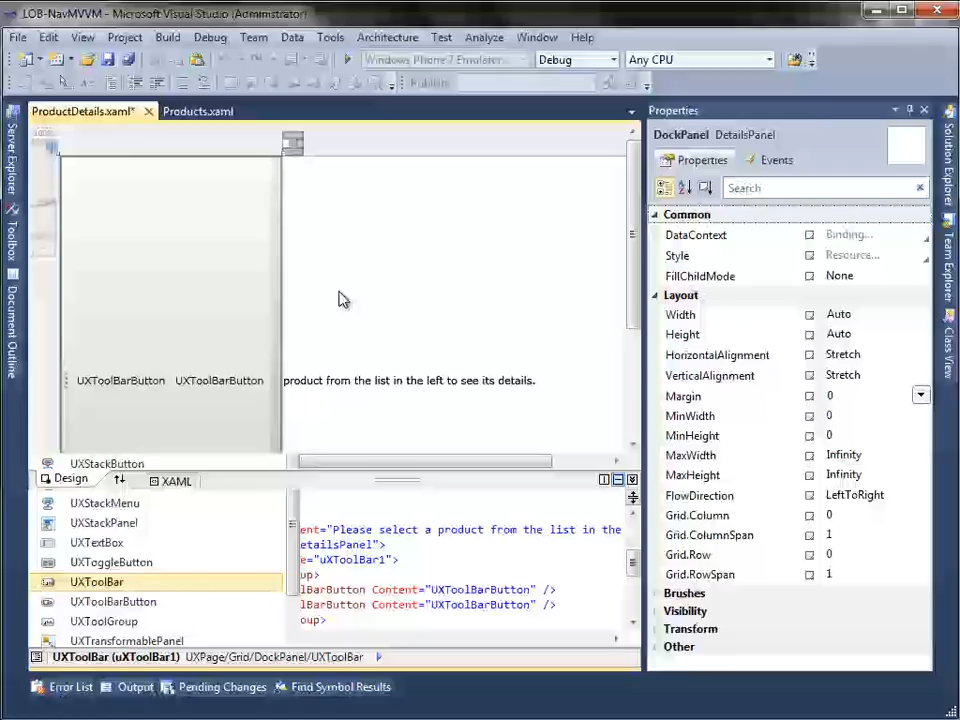 LOB-NavMVVM - Microsoft Visual Studio (Administrator)
File Edit View Project Build Debug Team Data Tools Architecture Test Analyze Window Help
Windows Phone 7 Emulator Debug Any CPU
Publish:
ProductDetails.xaml* Products.xaml
Properties
DockPanel DetailsPanel
Properties Events
Search
Common
DataContext Binding...
Style Resource...
FillChildMode None
Layout
Width Auto
Height Auto
HorizontalAlignment Stretch
VerticalAlignment Stretch
Margin 0
MinWidth 0
MinHeight 0
MaxWidth Infinity
MaxHeight Infinity
FlowDirection LeftToRight
Grid.Column 0
Grid.ColumnSpan 1
Grid.Row 0
Grid.RowSpan 1
Brushes
Visibility
Transform
Other
Server Explorer
Toolbox
Document Outline
Solution Explorer
Team Explorer
Class View
UXToolBarButton UXToolBarButton product from the list in the left to see its details.
UXStackButton
Design XAML
UXStackMenu
UXStackPanel
UXTextBox
UXToggleButton
UXToolBar
UXToolBarButton
UXToolGroup
UXTransformablePanel
ent="Please select a product from the list in the
etailsPanel">
e="uXToolBar1">
up>
lBarButton Content="UXToolBarButton" />
lBarButton Content="UXToolBarButton" />
oup>
UXToolBar (uXToolBar1) UXPage/Grid/DockPanel/UXToolBar
Error List Output Pending Changes Find Symbol Results